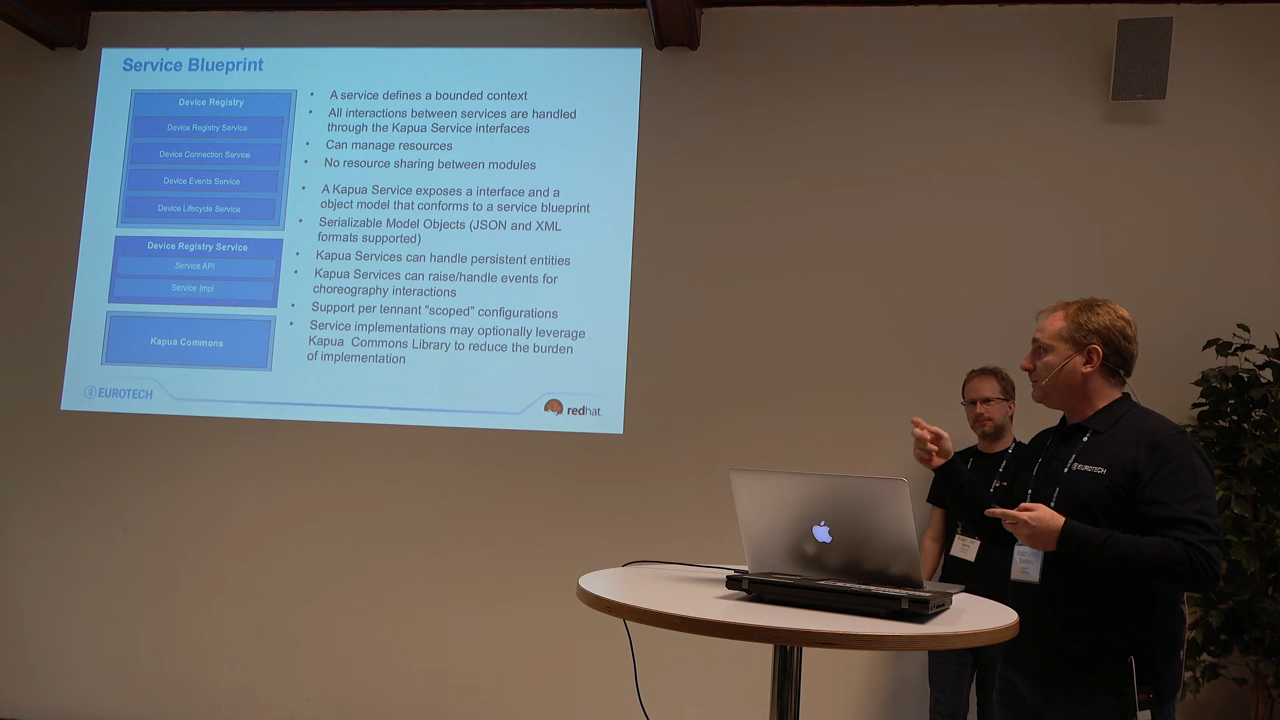 Service Blueprint
Device Registry
Device Registry Service
Device Connection Service
Device Events Service
Device Lifecycle Service
Device Registry Service
Service API
Service Impl
Kapua Commons
• A service defines a bounded context
• All interactions between services are handled
through the Kapua Service interfaces
• Can manage resources
• No resource sharing between modules
• A Kapua Service exposes a interface and a
object model that conforms to a service blueprint
• Serializable Model Objects (JSON and XML
formats supported)
• Kapua Services can handle persistent entities
• Kapua Services can raise/handle events for
choreography interactions
• Support per tennant “scoped” configurations
• Service implementations may optionally leverage
Kapua Commons Library to reduce the burden
of implementation
EUROTECH
redhat.
EUROTECH